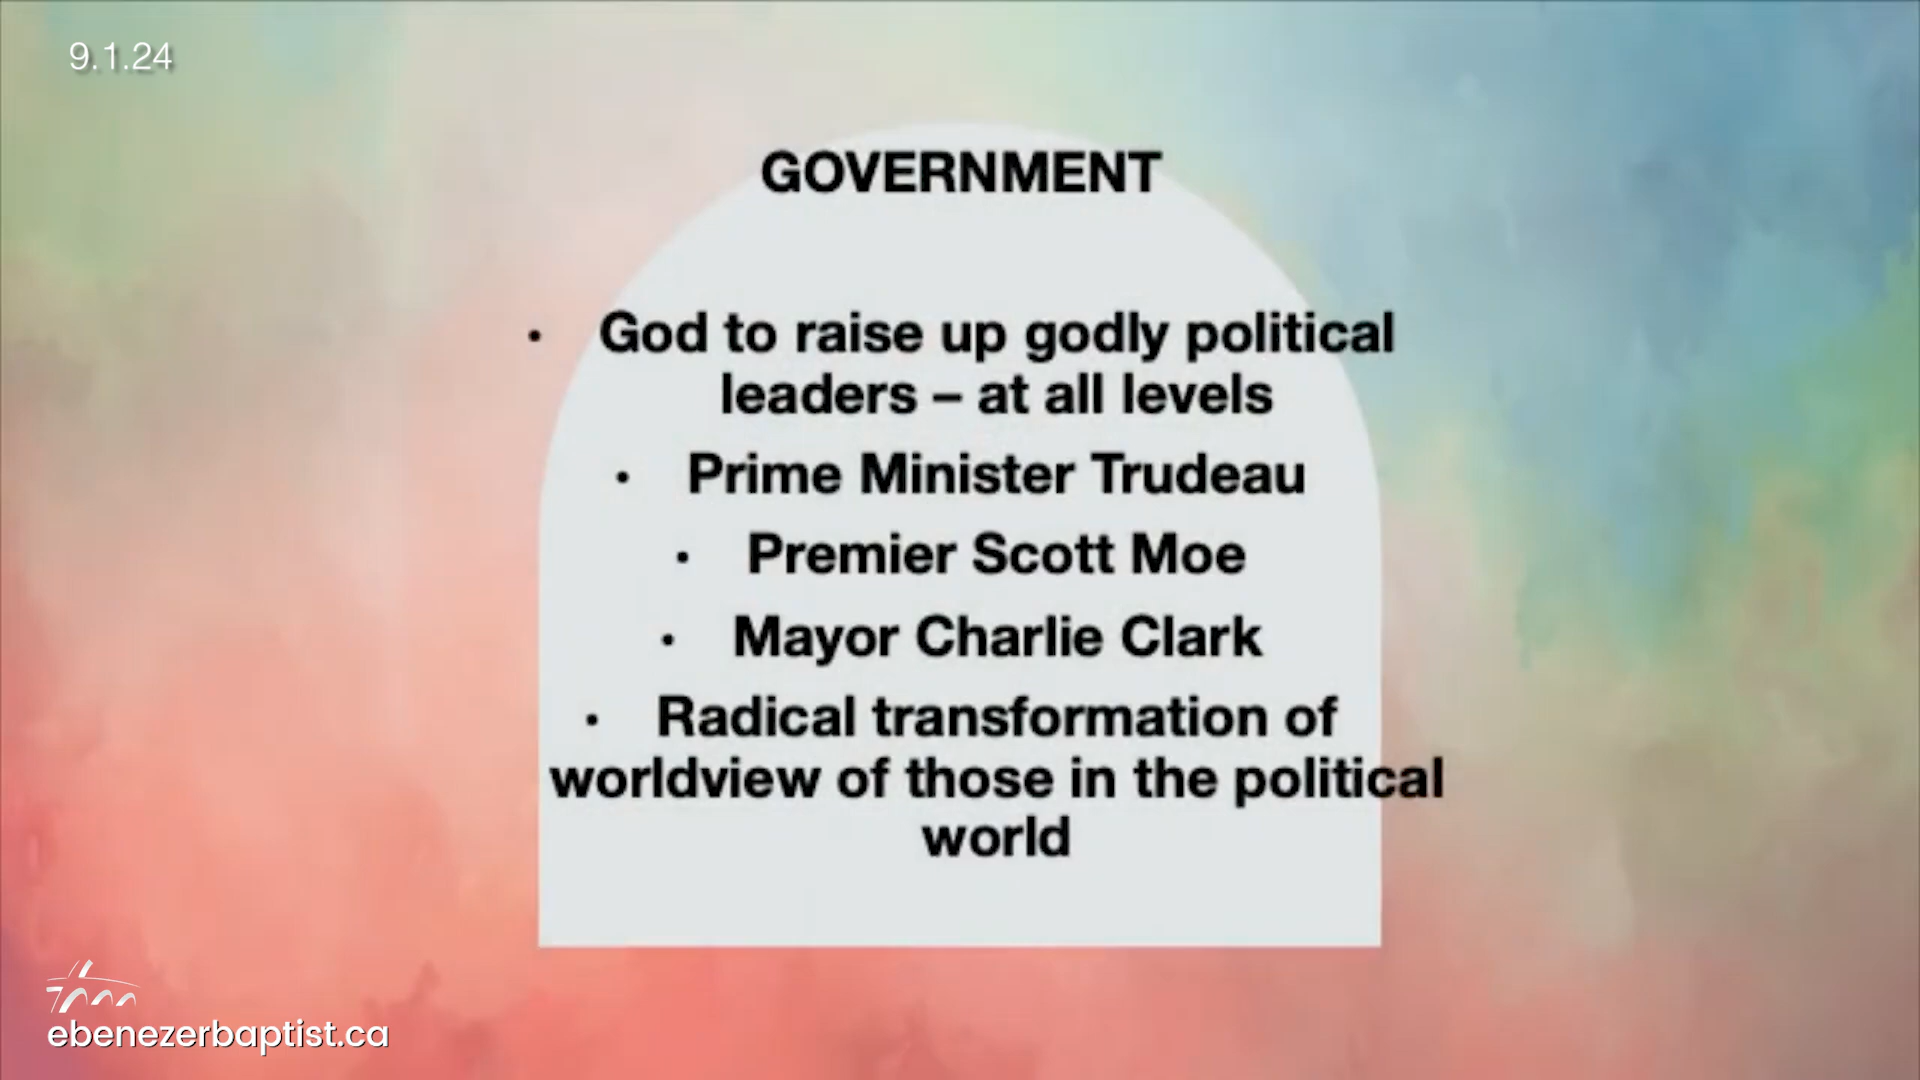 9.1.24
GOVERNMENT
• God to raise up godly political
leaders – at all levels
• Prime Minister Trudeau
• Premier Scott Moe
• Mayor Charlie Clark
• Radical transformation of
worldview of those in the political
world
ebenezerbaptist.ca